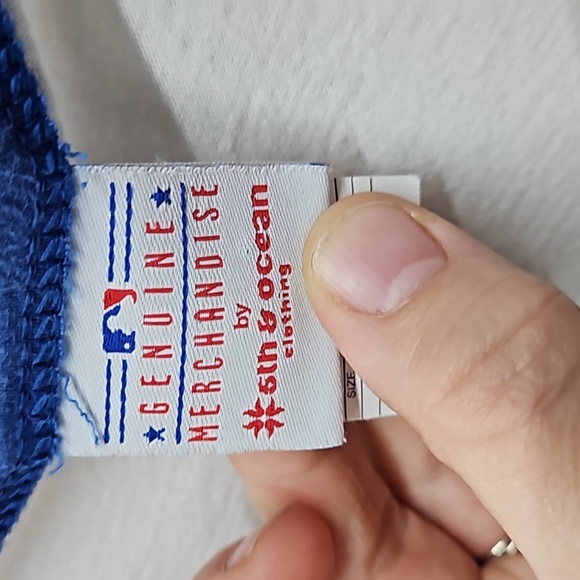 GENUINE
MERCHANDISE
by
5th & ocean
clothing
SIZE